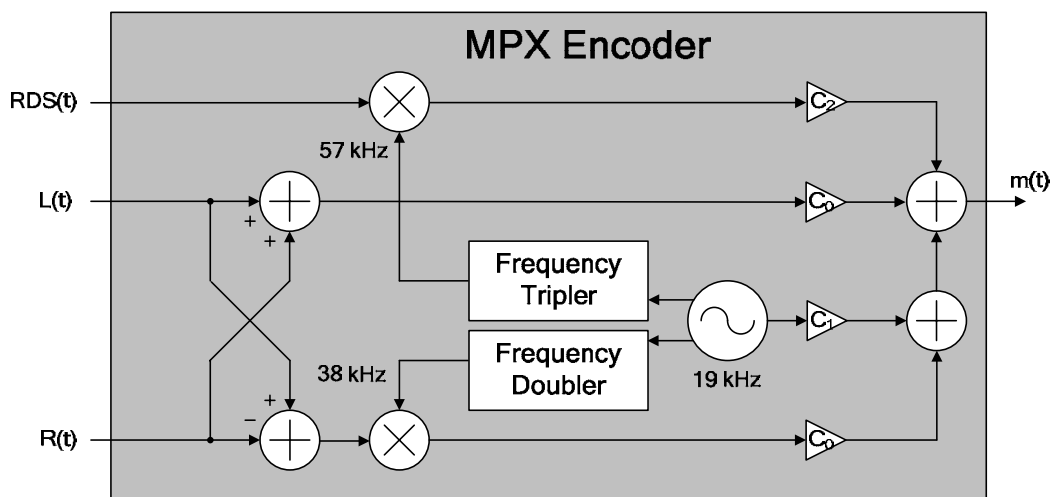 MPX Encoder
RDS(t)
C2
57 kHz
L(t)
+
+
C0
m(t)
Frequency
Tripler
C1
19 kHz
Frequency
Doubler
38 kHz
+
−
R(t)
C0